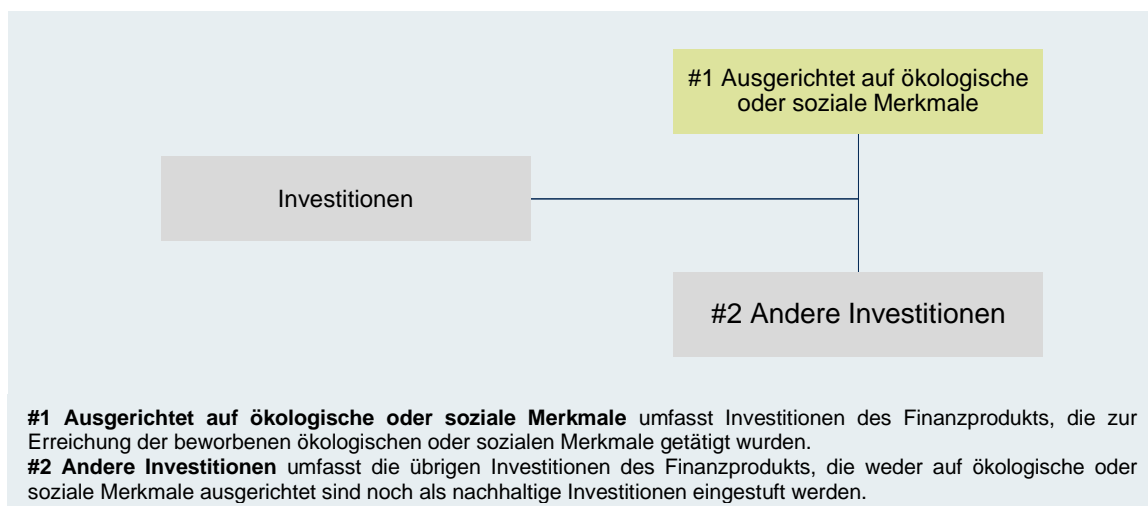 #1 Ausgerichtet auf ökologische
oder soziale Merkmale
Investitionen
#2 Andere Investitionen
#1 Ausgerichtet auf ökologische oder soziale Merkmale umfasst Investitionen des Finanzprodukts, die zur
Erreichung der beworbenen ökologischen oder sozialen Merkmale getätigt wurden.
#2 Andere Investitionen umfasst die übrigen Investitionen des Finanzprodukts, die weder auf ökologische oder
soziale Merkmale ausgerichtet sind noch als nachhaltige Investitionen eingestuft werden.